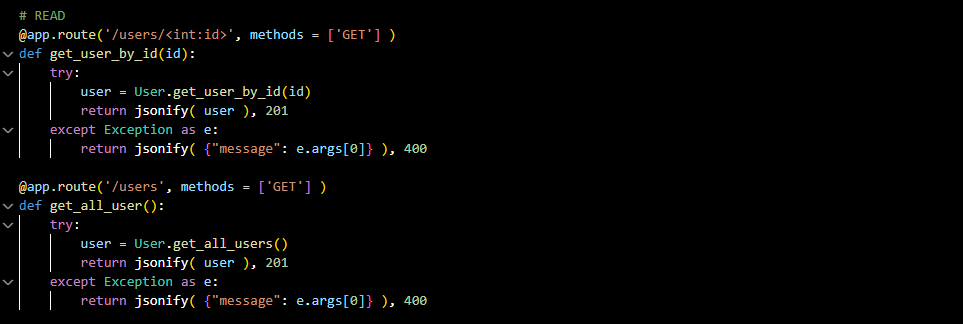 # READ
@app.route('/users/<int:id>', methods = ['GET'] )
def get_user_by_id(id):
    try:
        user = User.get_user_by_id(id)
        return jsonify( user ), 201
    except Exception as e:
        return jsonify( {"message": e.args[0]} ), 400
@app.route('/users', methods = ['GET'] )
def get_all_user():
    try:
        user = User.get_all_users()
        return jsonify( user ), 201
    except Exception as e:
        return jsonify( {"message": e.args[0]} ), 400